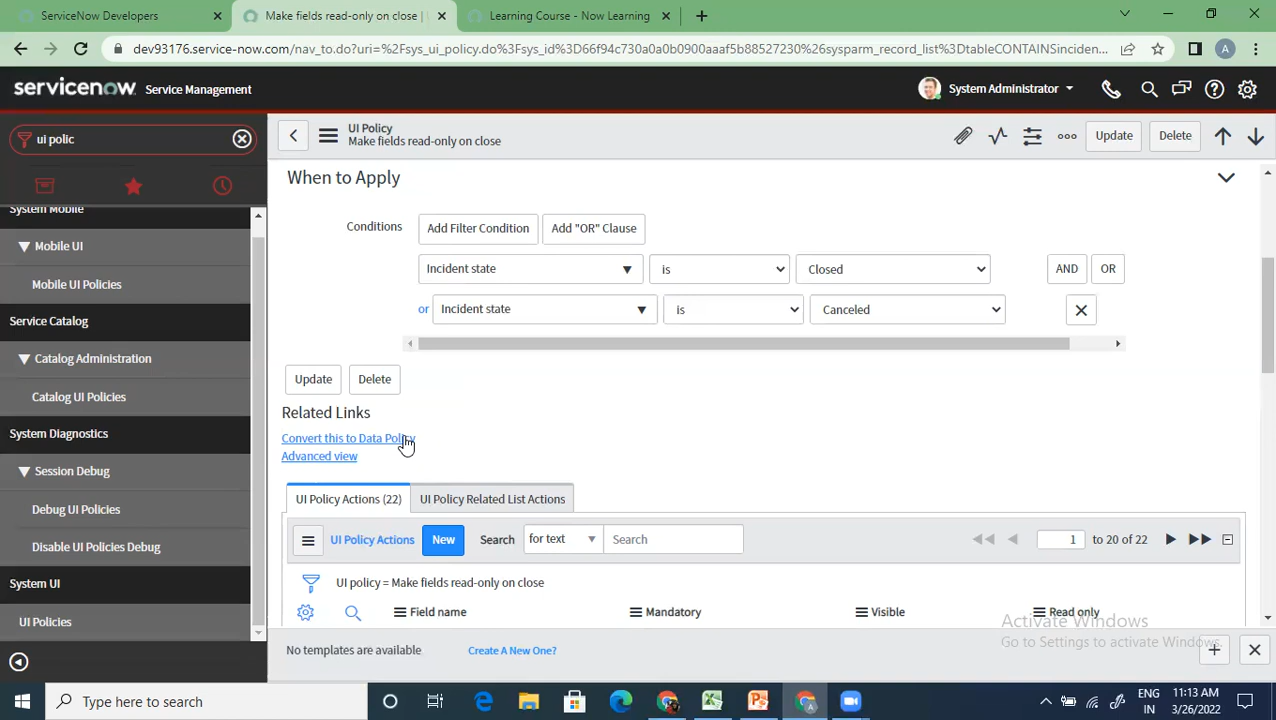 ServiceNow Developers
Make fields read-only on close |
Learning Course - Now Learning
dev93176.service-now.com/nav_to.do?uri=%2Fsys_ui_policy.do%3Fsys_id%3D66f94c730a0a0b0900aaaf5b88527230%26sysparm_record_list%3DtableCONTAINSinciden...
A
servicenow Service Management
System Administrator
ui polic
UI Policy
Make fields read-only on close
Update
Delete
System Mobile
Mobile UI
Mobile UI Policies
Service Catalog
Catalog Administration
Catalog UI Policies
System Diagnostics
Session Debug
Debug UI Policies
Disable UI Policies Debug
System UI
UI Policies
When to Apply
Conditions
Add Filter Condition
Add "OR" Clause
Incident state
is
Closed
AND
OR
or
Incident state
is
Canceled
Update
Delete
Related Links
Convert this to Data Policy
Advanced view
UI Policy Actions (22)
UI Policy Related List Actions
UI Policy Actions
New
Search
for text
Search
1
to 20 of 22
UI policy = Make fields read-only on close
Field name
Mandatory
Visible
Read only
No templates are available
Create A New One?
Activate Windows
Go to Settings to activate Windows.
Type here to search
ENG
IN
11:13 AM
3/26/2022